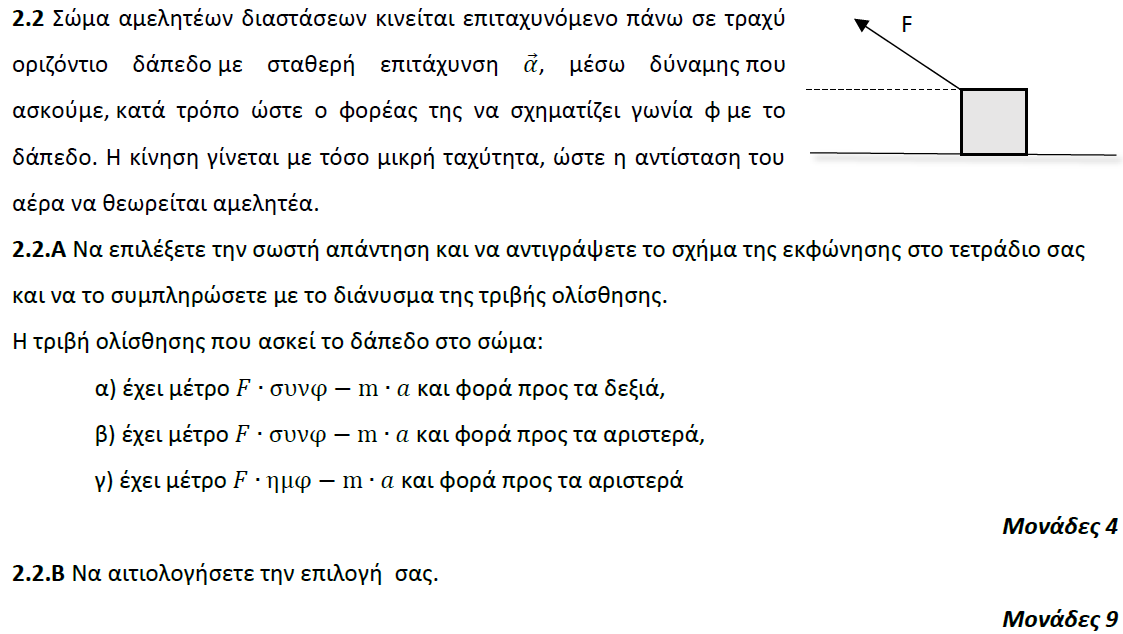 2.2 Σώμα αμελητέων διαστάσεων κινείται επιταχυνόμενο πάνω σε τραχύ
F
οριζόντιο δάπεδο με σταθερή επιτάχυνση α⃗, μέσω δύναμης που
ασκούμε, κατά τρόπο ώστε ο φορέας της να σχηματίζει γωνία φ με το
δάπεδο. Η κίνηση γίνεται με τόσο μικρή ταχύτητα, ώστε η αντίσταση του
αέρα να θεωρείται αμελητέα.
2.2.Α Να επιλέξετε την σωστή απάντηση και να αντιγράψετε το σχήμα της εκφώνησης στο τετράδιο σας
και να το συμπληρώσετε με το διάνυσμα της τριβής ολίσθησης.
Η τριβή ολίσθησης που ασκεί το δάπεδο στο σώμα:
α) έχει μέτρο F · συνφ − m · a και φορά προς τα δεξιά,
β) έχει μέτρο F · συνφ − m · a και φορά προς τα αριστερά,
γ) έχει μέτρο F · ημφ − m · a και φορά προς τα αριστερά
Μονάδες 4
2.2.Β Να αιτιολογήσετε την επιλογή σας.
Μονάδες 9